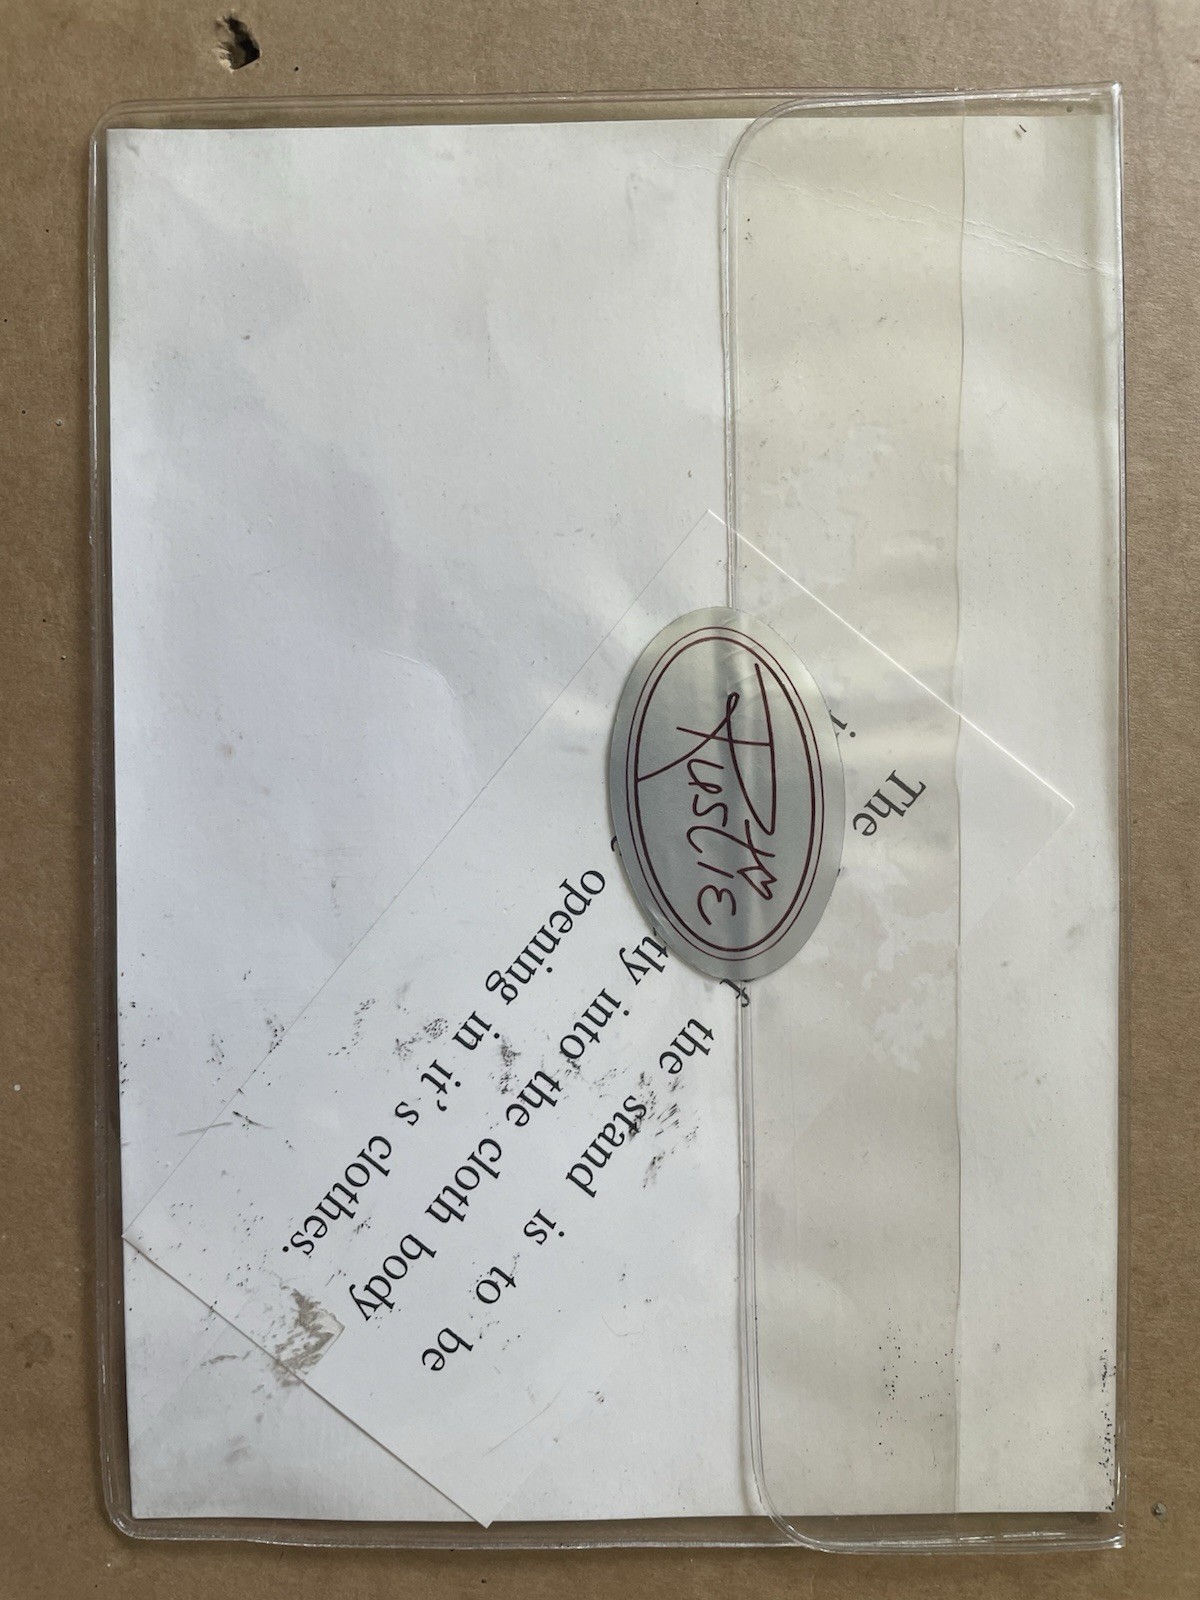 Rustie
The the stand is to be
into the cloth body
opening in it's clothes.